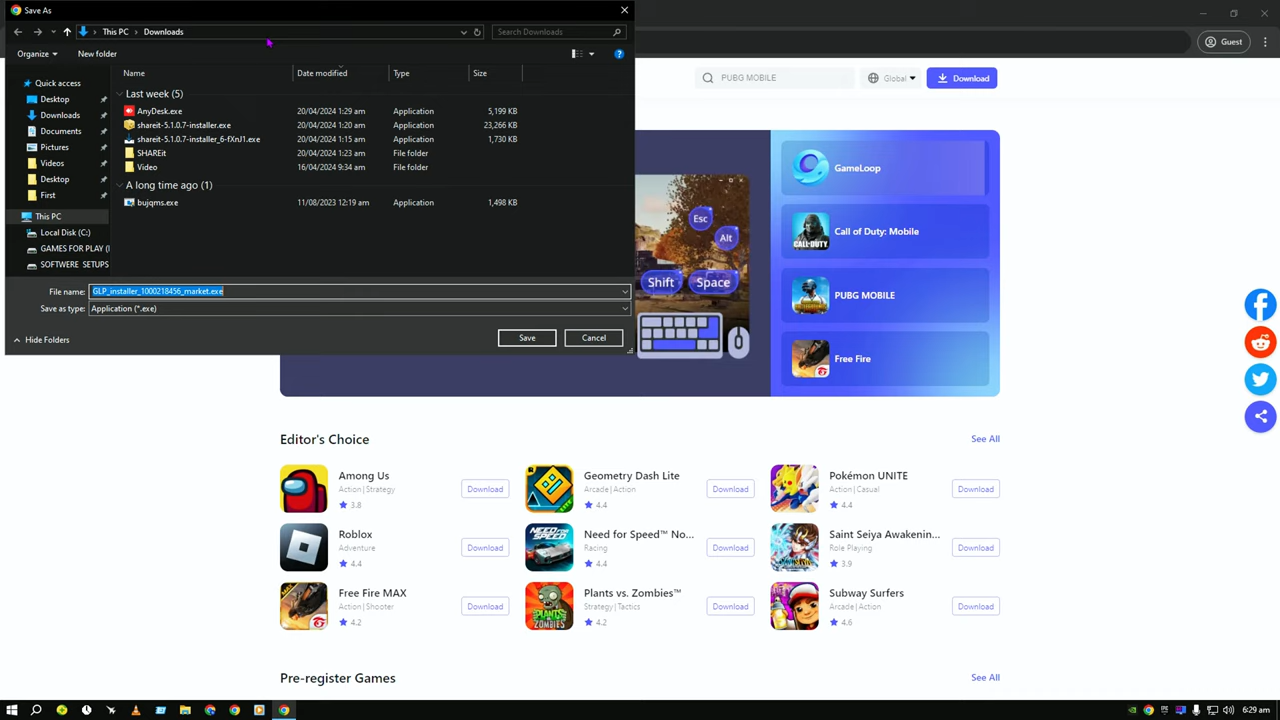 Save As
This PC
Downloads
Search Downloads
Organize
New folder
Name
Date modified
Type
Size
Quick access
Desktop
Downloads
Documents
Pictures
Videos
Desktop
First
This PC
Local Disk (C:)
GAMES FOR PLAY (
SOFTWERE SETUPS
Last week (5)
AnyDesk.exe 20/04/2024 1:29 am Application 5,199 KB
shareit-5.1.0.7-installer.exe 20/04/2024 1:20 am Application 23,266 KB
shareit-5.1.0.7-installer_6-fXnJ1.exe 20/04/2024 1:15 am Application 1,730 KB
SHAREit 20/04/2024 1:23 am File folder
Video 16/04/2024 9:34 am File folder
A long time ago (1)
bujqms.exe 11/08/2023 12:19 am Application 1,498 KB
File name: GLP_installer_1000218456_market.exe
Save as type: Application (*.exe)
Hide Folders
Save
Cancel
Guest
PUBG MOBILE
Global
Download
Esc
Alt
Shift
Space
GameLoop
CALL OF DUTY
Call of Duty: Mobile
PUBG MOBILE
Free Fire
Editor's Choice
See All
Among Us
Action|Strategy
3.8
Download
Geometry Dash Lite
Arcade|Action
4.4
Download
Pokémon UNITE
Action|Casual
4.4
Download
Roblox
Adventure
4.4
Download
NEED FOR SPEED
Need for Speed™ No...
Racing
4.4
Download
Saint Seiya Awakenin...
Role Playing
3.9
Download
MAX
Free Fire MAX
Action|Shooter
4.2
Download
PLANTS VS ZOMBIES
Plants vs. Zombies™
Strategy|Tactics
4.2
Download
Subway Surfers
Arcade|Action
4.6
Download
Pre-register Games
See All
6:29 am